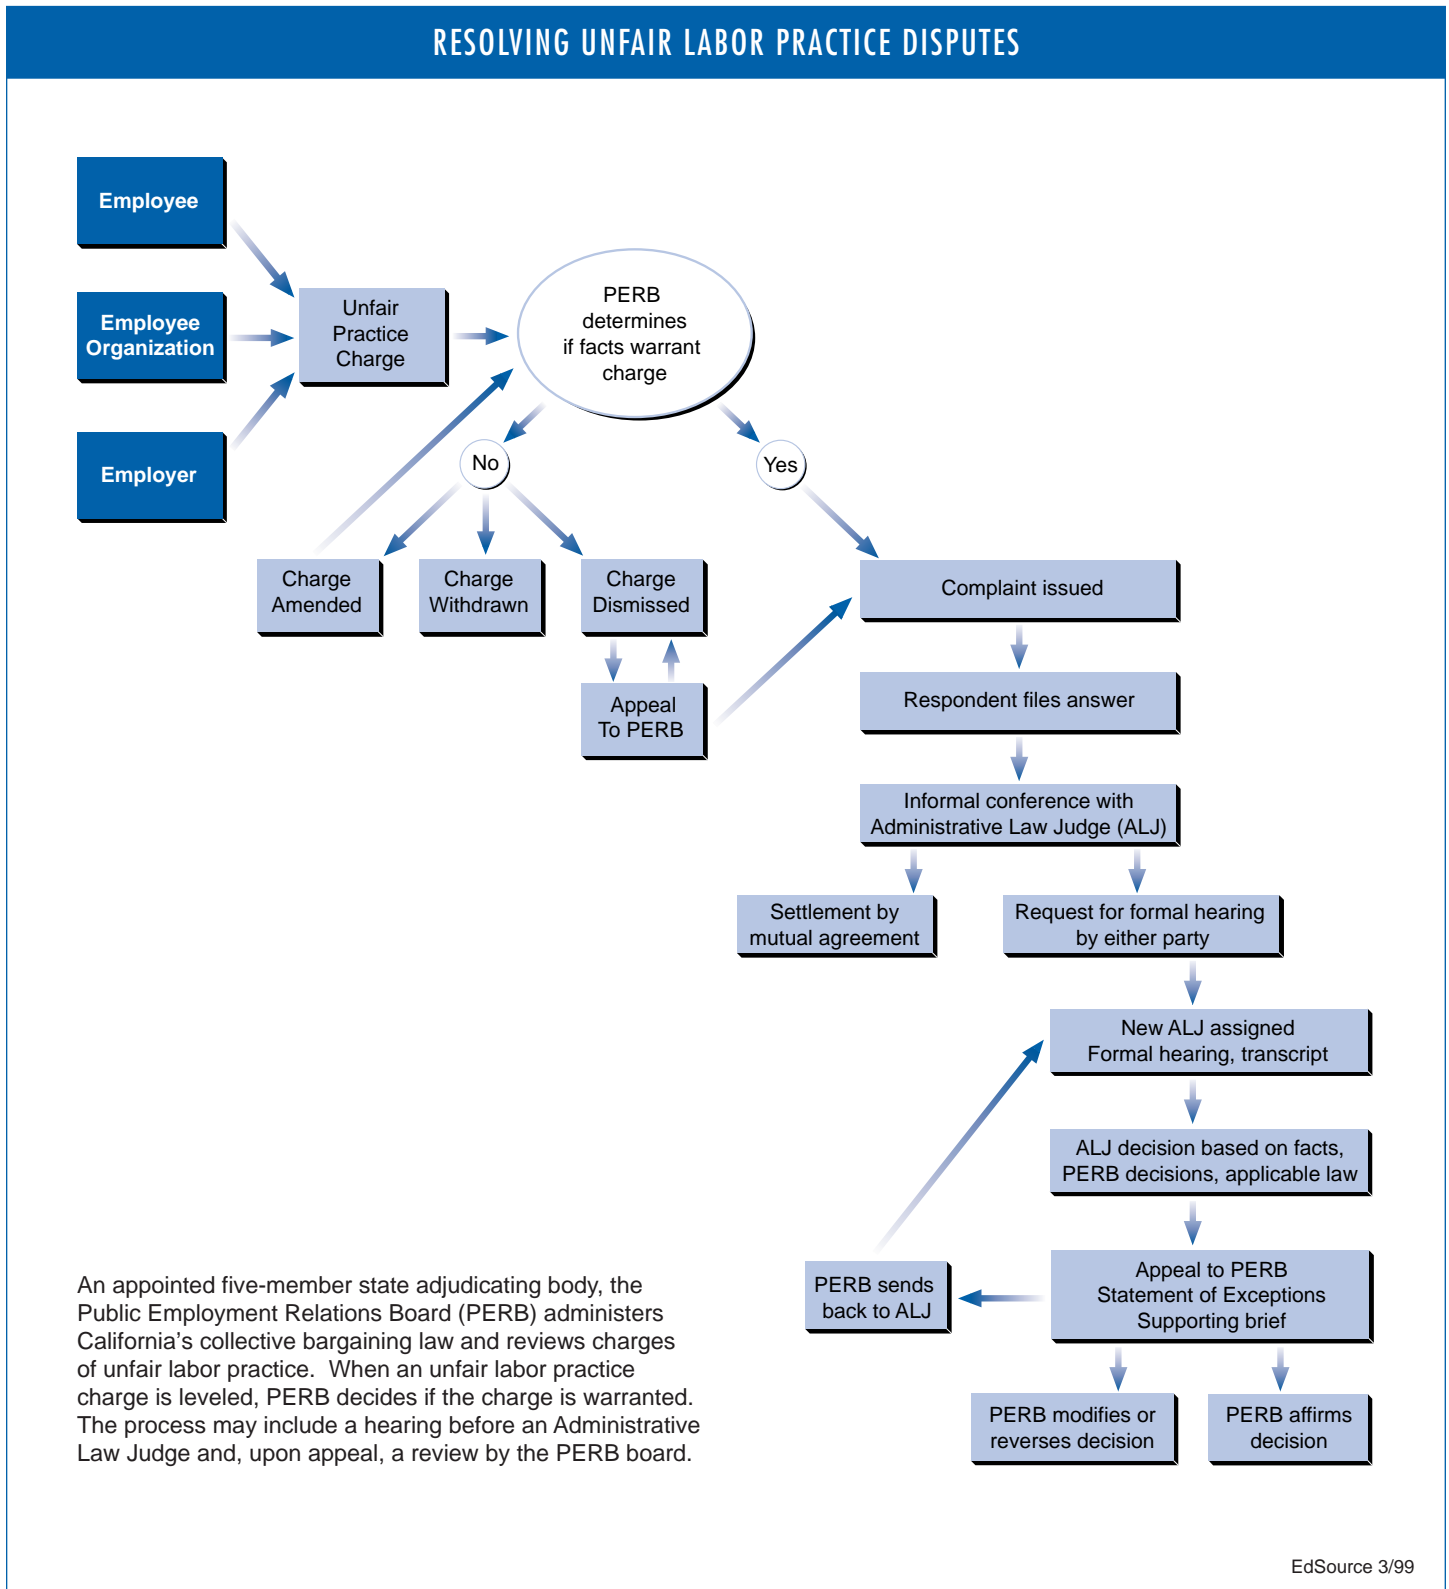 RESOLVING UNFAIR LABOR PRACTICE DISPUTES
Employee
Employee
Organization
Employer
Unfair
Practice
Charge
PERB
determines
if facts warrant
charge
No
Yes
Charge
Amended
Charge
Withdrawn
Charge
Dismissed
Appeal
To PERB
Complaint issued
Respondent files answer
Informal conference with
Administrative Law Judge (ALJ)
Settlement by
mutual agreement
Request for formal hearing
by either party
New ALJ assigned
Formal hearing, transcript
ALJ decision based on facts,
PERB decisions, applicable law
Appeal to PERB
Statement of Exceptions
Supporting brief
PERB sends
back to ALJ
PERB modifies or
reverses decision
PERB affirms
decision
An appointed five-member state adjudicating body, the
Public Employment Relations Board (PERB) administers
California's collective bargaining law and reviews charges
of unfair labor practice.  When an unfair labor practice
charge is leveled, PERB decides if the charge is warranted.
The process may include a hearing before an Administrative
Law Judge and, upon appeal, a review by the PERB board.
EdSource 3/99